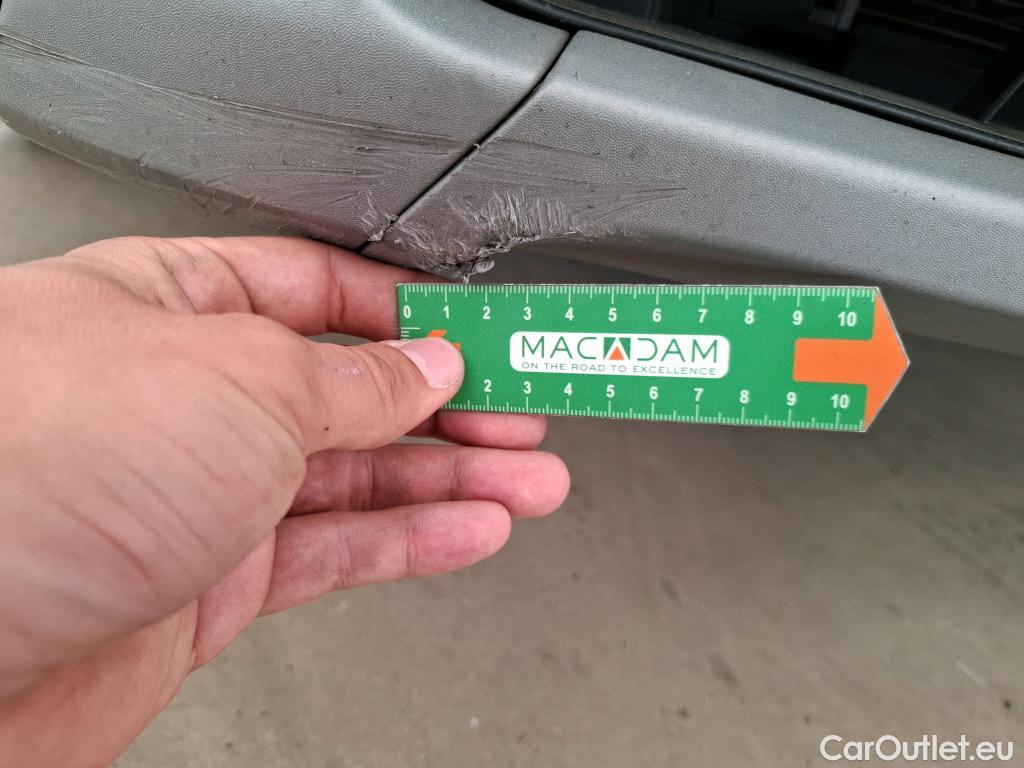 0 1 2 3 4 5 6 7 8 9 10
MACADAM
ON THE ROAD TO EXCELLENCE
2 3 4 5 6 7 8 9 10
CarOutlet.eu